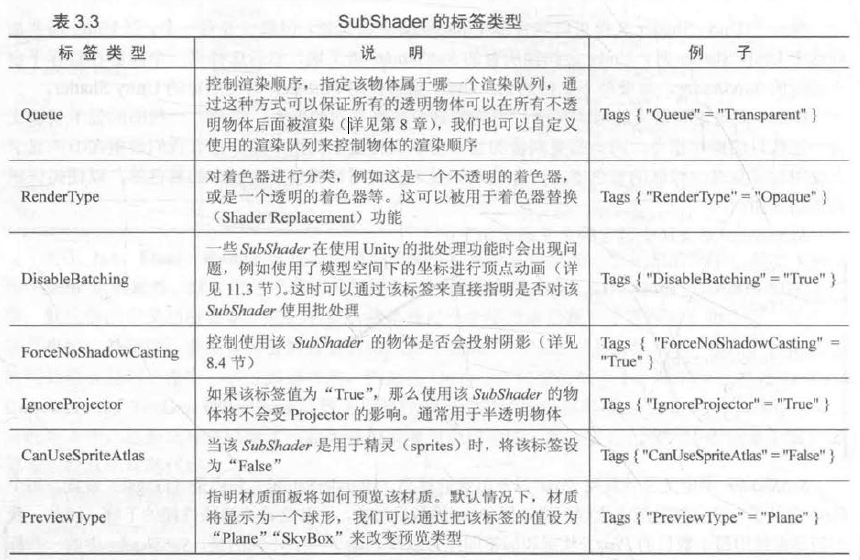 表 3.3 SubShader 的标签类型
标 签 类 型 说 明 例 子
Queue 控制渲染顺序，指定该物体属于哪一个渲染队列，通
过这种方式可以保证所有的透明物体可以在所有不透
明物体后面被渲染（详见第 8 章），我们也可以自定义
使用的渲染队列来控制物体的渲染顺序 Tags { "Queue" = "Transparent" }
RenderType 对着色器进行分类，例如这是一个不透明的着色器，
或是一个透明的着色器等。这可以被用于着色器替换
（Shader Replacement）功能 Tags { "RenderType" = "Opaque" }
DisableBatching 一些 SubShader 在使用 Unity 的批处理功能时会出现问
题，例如使用了模型空间下的坐标进行顶点动画（详
见 11.3 节）。这时可以通过该标签来直接指明是否对该
SubShader 使用批处理 Tags { "DisableBatching" = "True" }
ForceNoShadowCasting 控制使用该 SubShader 的物体是否会投射阴影（详见
8.4 节） Tags { "ForceNoShadowCasting" =
"True" }
IgnoreProjector 如果该标签值为“True”，那么使用该 SubShader 的物
体将不会受 Projector 的影响。通常用于半透明物体 Tags { "IgnoreProjector" = "True" }
CanUseSpriteAtlas 当该 SubShader 是用于精灵（sprites）时，将该标签设
为“False” Tags { "CanUseSpriteAtlas" = "False" }
PreviewType 指明材质面板将如何预览该材质。默认情况下，材质
将显示为一个球形，我们可以通过把该标签的值设为
“Plane”“SkyBox”来改变预览类型 Tags { "PreviewType" = "Plane" }